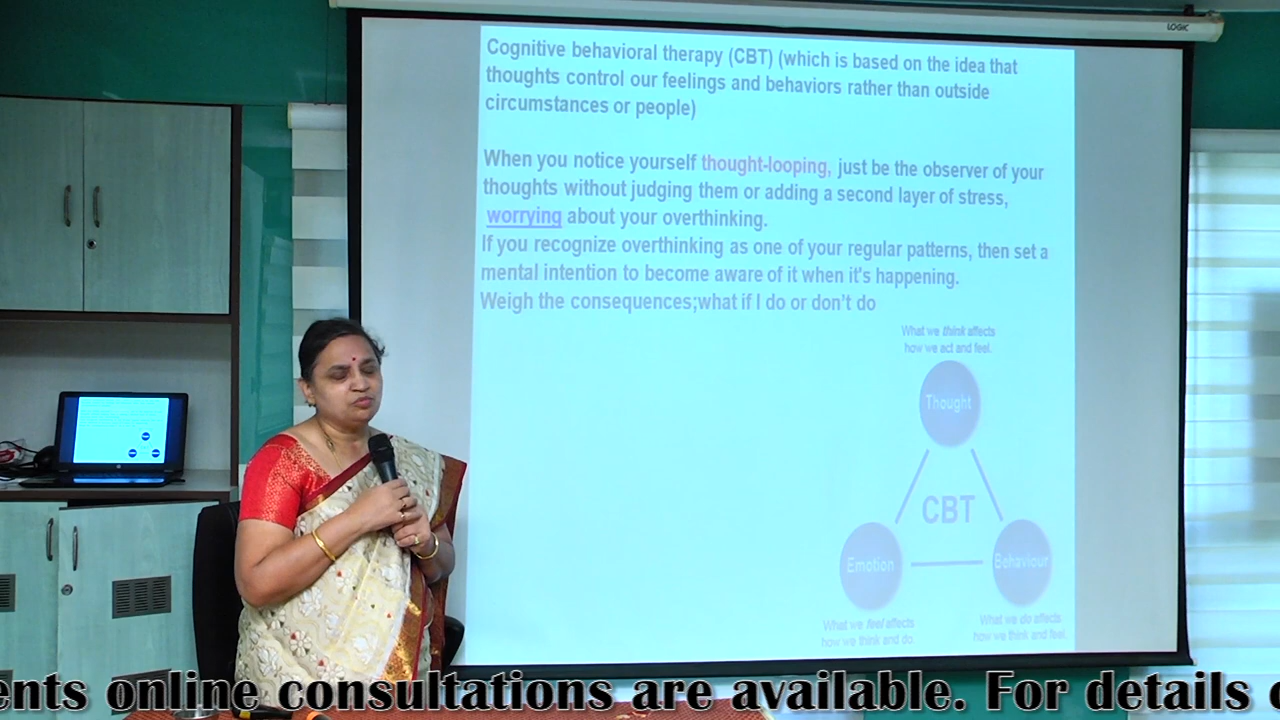 LOGIC
Cognitive behavioral therapy (CBT) (which is based on the idea that
thoughts control our feelings and behaviors rather than outside
circumstances or people)
When you notice yourself thought-looping, just be the observer of your
thoughts without judging them or adding a second layer of stress,
worrying about your overthinking.
If you recognize overthinking as one of your regular patterns, then set a
mental intention to become aware of it when it's happening.
Weigh the consequences;what if I do or don't do
What we think affects
how we act and feel.
Thought
CBT
Emotion
Behaviour
What we feel affects
how we think and do.
What we do affects
how we think and feel.
ents online consultations are available. For details